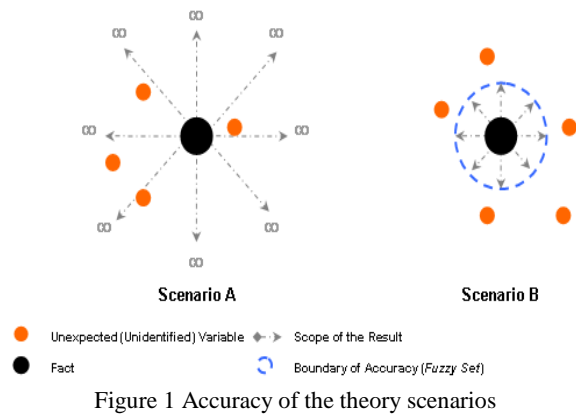 ∞
∞ ∞
∞ ∞
∞ ∞
∞
Scenario A Scenario B
Unexpected (Unidentified) Variable Scope of the Result
Fact Boundary of Accuracy (Fuzzy Set)
Figure 1 Accuracy of the theory scenarios